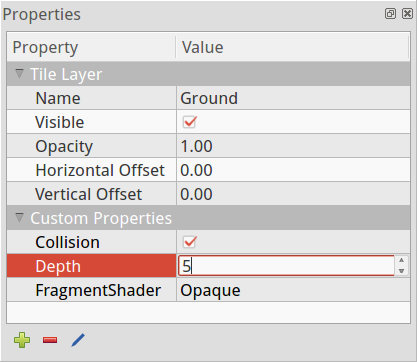 Properties
Property Value
Tile Layer
Name Ground
Visible
Opacity 1.00
Horizontal Offset 0.00
Vertical Offset 0.00
Custom Properties
Collision
Depth 5
FragmentShader Opaque